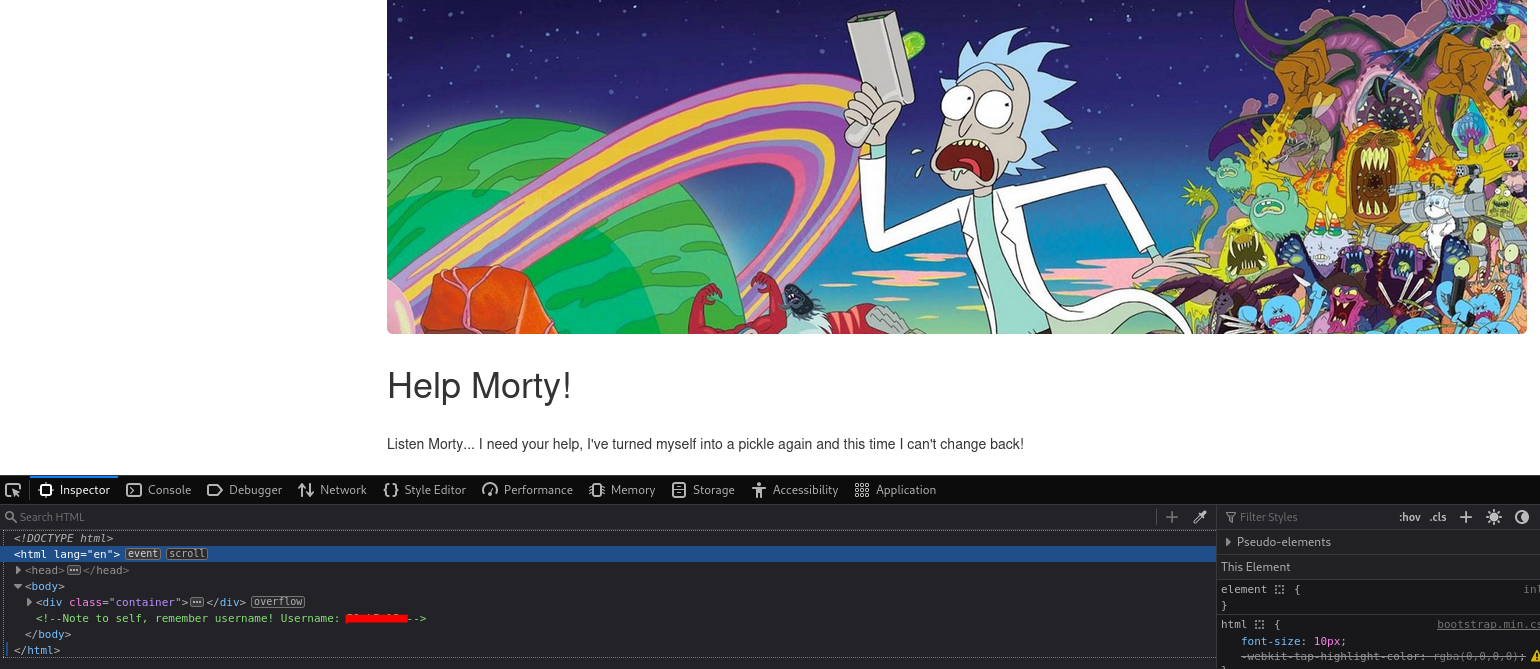 Help Morty!
Listen Morty... I need your help, I've turned myself into a pickle again and this time I can't change back!
Inspector Console Debugger Network Style Editor Performance Memory Storage Accessibility Application
Search HTML
Filter Styles :hov .cls
<!DOCTYPE html>
<html lang="en"> event scroll
<head> </head>
<body>
<div class="container"> </div> overflow
<!--Note to self, remember username! Username: -->
</body>
</html>
Pseudo-elements
This Element
element { inl
}
html { bootstrap.min.cs
font-size: 10px;
-webkit-tap-highlight-color: rgba(0,0,0,0);